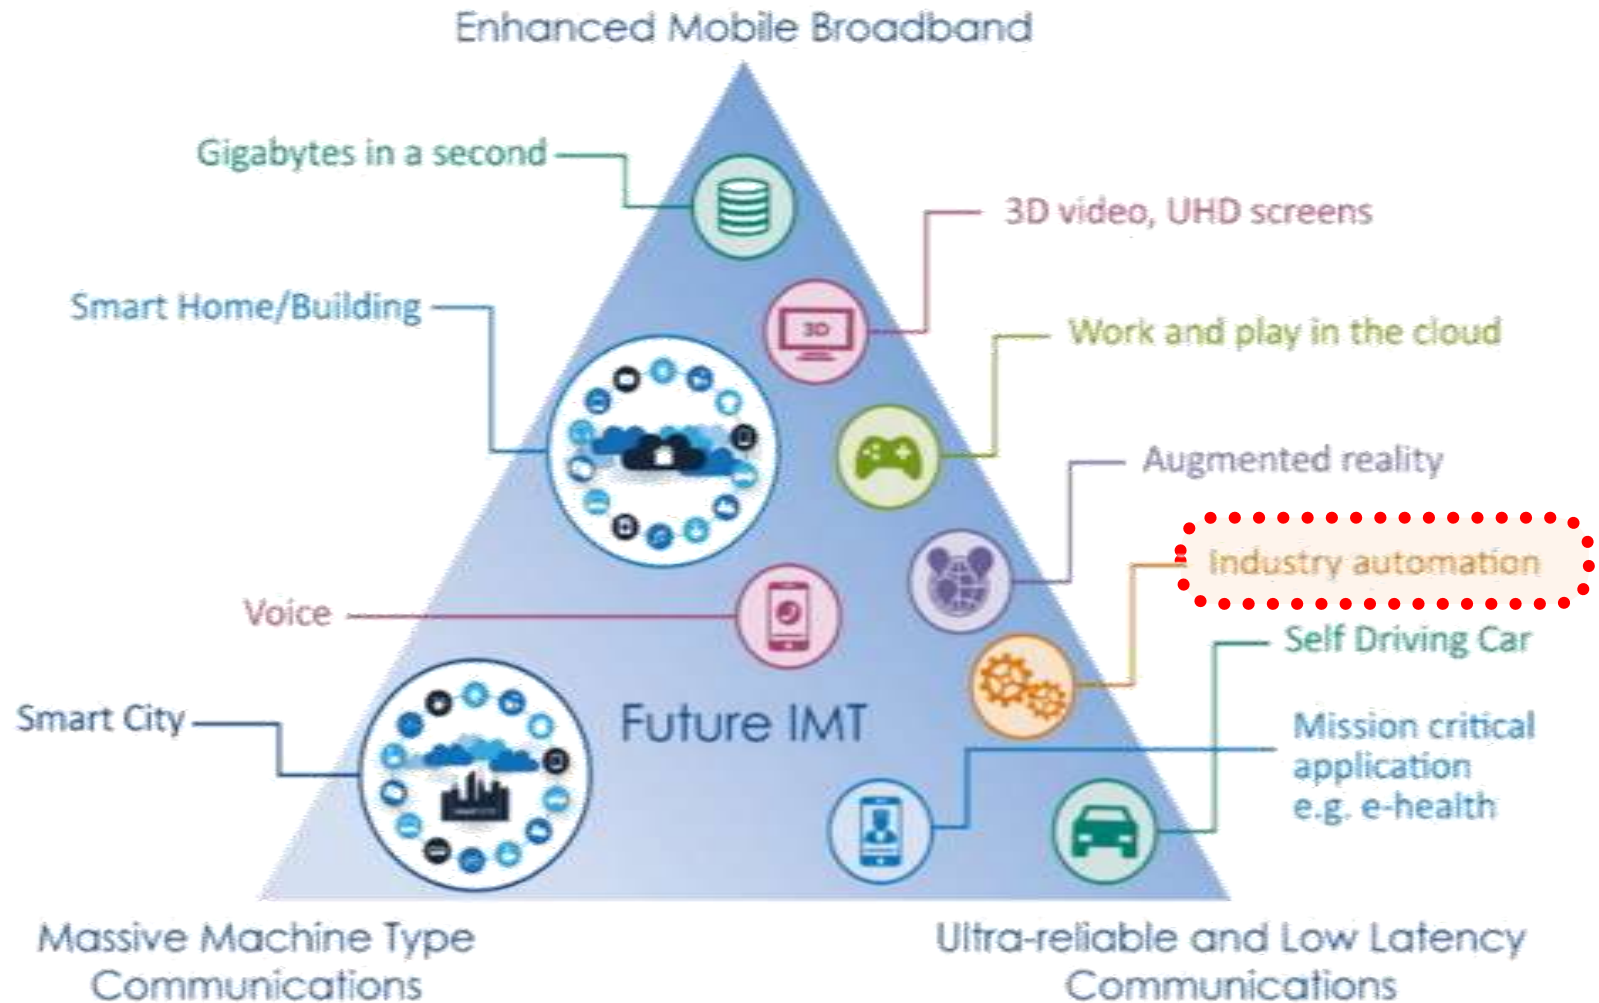 Enhanced Mobile Broadband
Gigabytes in a second
3D video, UHD screens
Smart Home/Building
3D
Work and play in the cloud
Augmented reality
Industry automation
Voice
Self Driving Car
Smart City
Future IMT
Mission critical
application
e.g. e-health
Massive Machine Type
Communications
Ultra-reliable and Low Latency
Communications